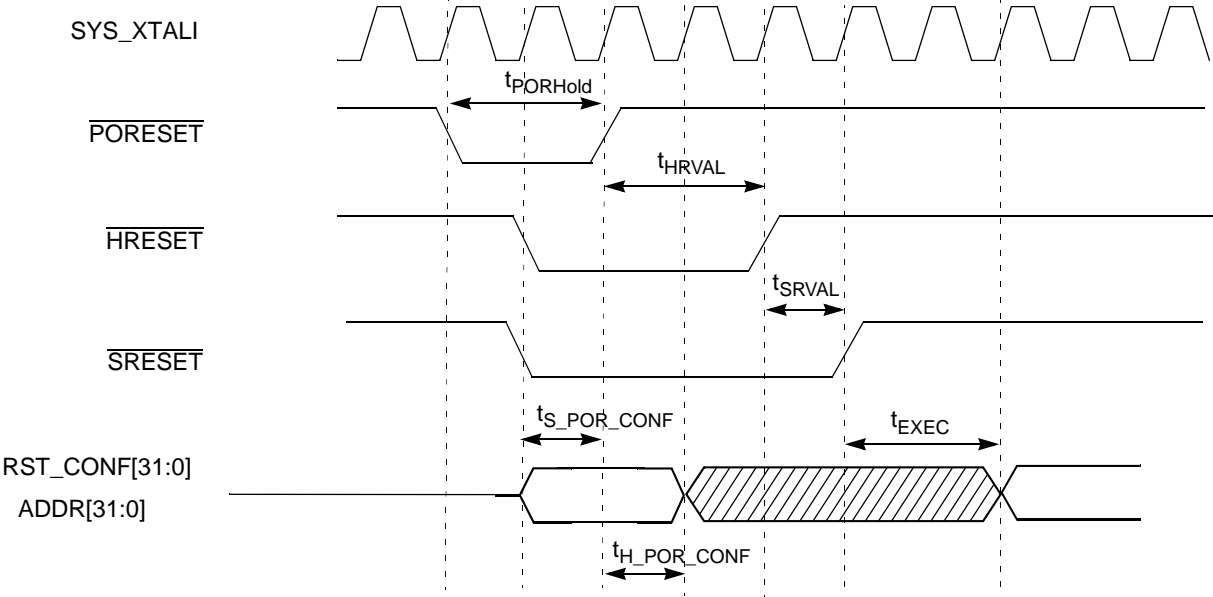 SYS_XTALI
tPORHold
PORESET
tHRVAL
HRESET
tSRVAL
SRESET
tS_POR_CONF
tEXEC
RST_CONF[31:0]
ADDR[31:0]
tH_POR_CONF